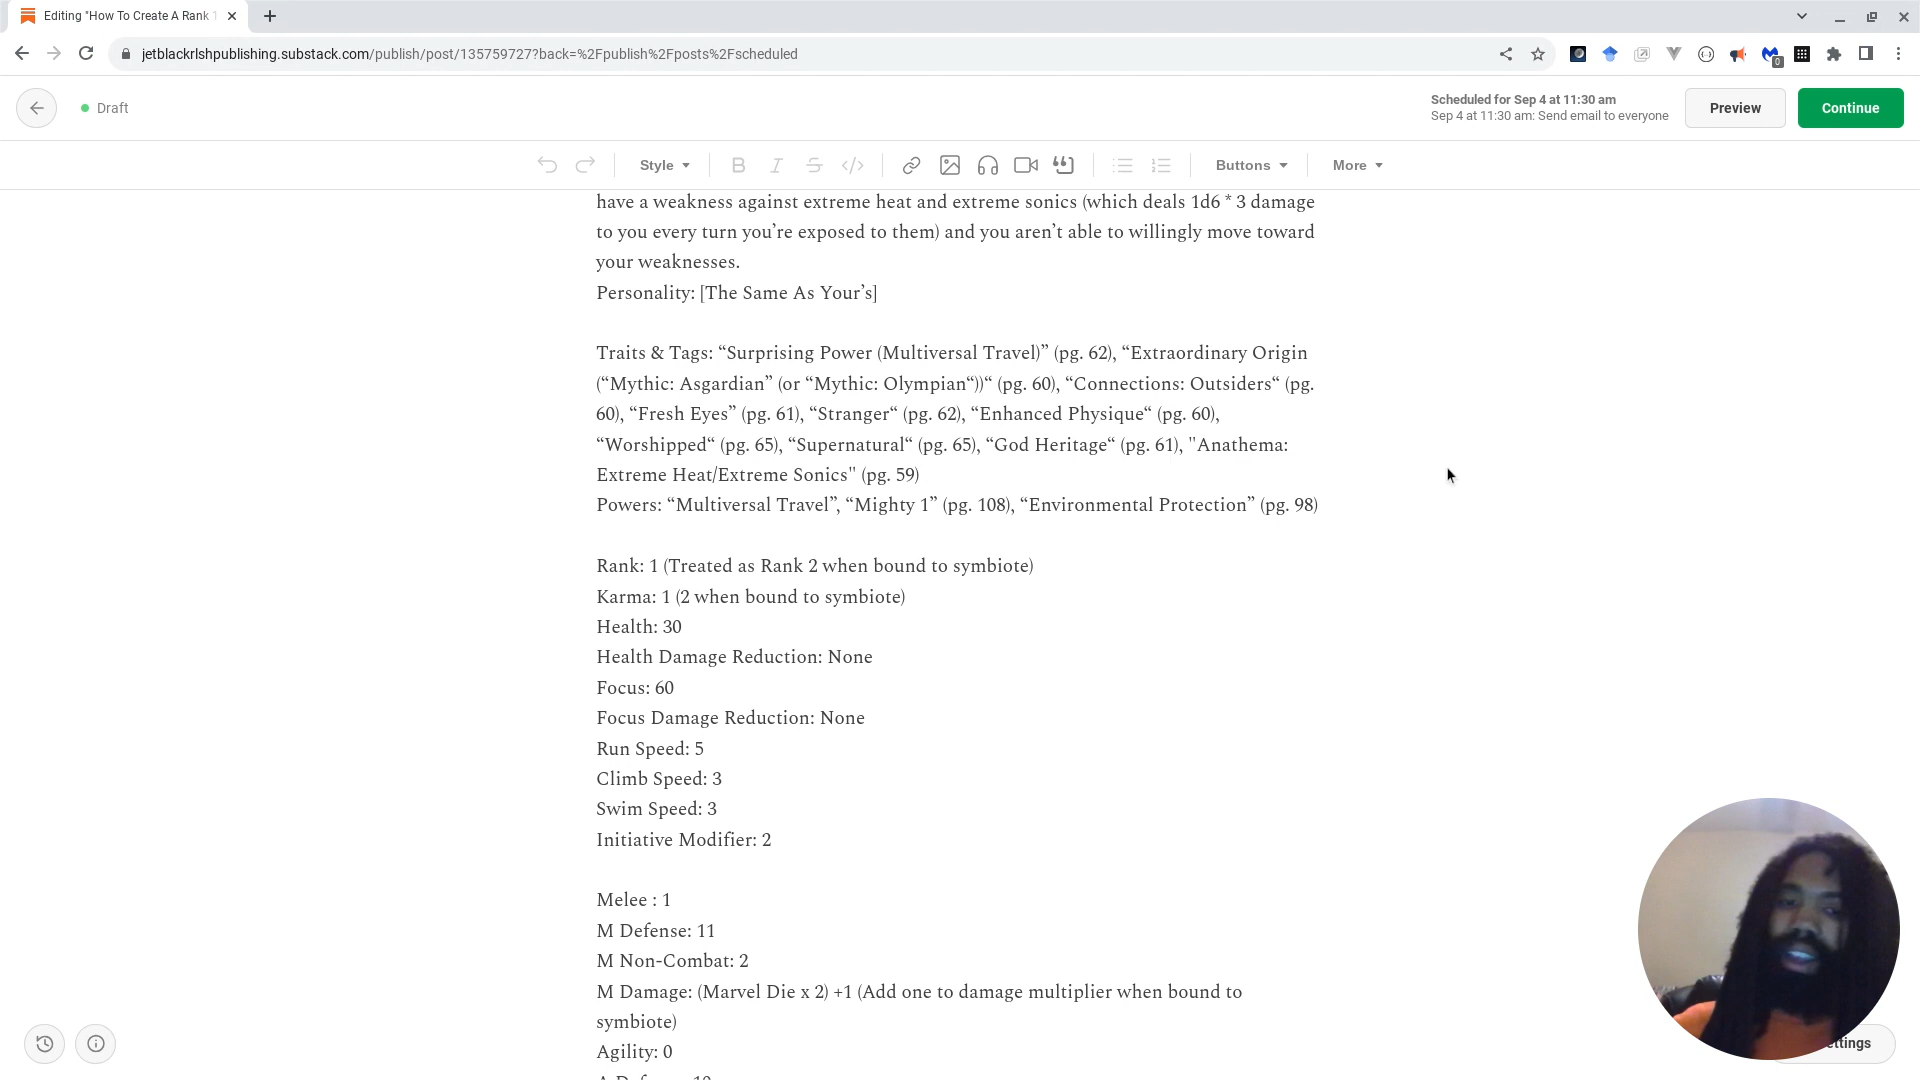 Editing "How To Create A Rank
jetblackrlshpublishing.substack.com/publish/post/135759727?back=%2Fpublish%2Fposts%2Fscheduled
0
Draft
Scheduled for Sep 4 at 11:30 am
Sep 4 at 11:30 am: Send email to everyone
Preview
Continue
Style
B
I
S
Buttons
More
have a weakness against extreme heat and extreme sonics (which deals 1d6 * 3 damage
to you every turn you’re exposed to them) and you aren’t able to willingly move toward
your weaknesses.
Personality: [The Same As Your’s]
Traits & Tags: “Surprising Power (Multiversal Travel)” (pg. 62), “Extraordinary Origin
(“Mythic: Asgardian” (or “Mythic: Olympian“))“ (pg. 60), “Connections: Outsiders“ (pg.
60), “Fresh Eyes” (pg. 61), “Stranger“ (pg. 62), “Enhanced Physique“ (pg. 60),
“Worshipped“ (pg. 65), “Supernatural“ (pg. 65), “God Heritage“ (pg. 61), "Anathema:
Extreme Heat/Extreme Sonics" (pg. 59)
Powers: “Multiversal Travel”, “Mighty 1” (pg. 108), “Environmental Protection” (pg. 98)
Rank: 1 (Treated as Rank 2 when bound to symbiote)
Karma: 1 (2 when bound to symbiote)
Health: 30
Health Damage Reduction: None
Focus: 60
Focus Damage Reduction: None
Run Speed: 5
Climb Speed: 3
Swim Speed: 3
Initiative Modifier: 2
Melee : 1
M Defense: 11
M Non-Combat: 2
M Damage: (Marvel Die x 2) +1 (Add one to damage multiplier when bound to
symbiote)
Agility: 0
ettings